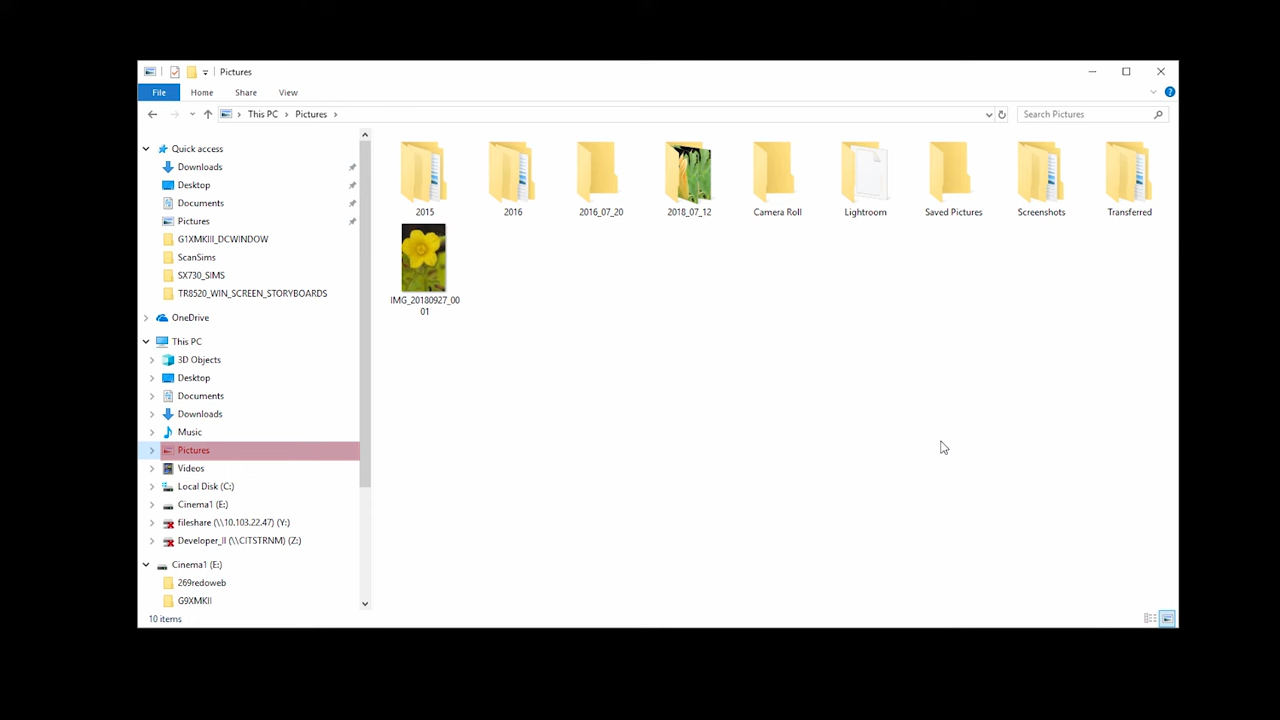 Pictures
File Home Share View
This PC Pictures
Search Pictures
Quick access
Downloads
Desktop
Documents
Pictures
G1XMKIII_DCWINDOW
ScanSims
SX730_SIMS
TR8520_WIN_SCREEN_STORYBOARDS
OneDrive
This PC
3D Objects
Desktop
Documents
Downloads
Music
Pictures
Videos
Local Disk (C:)
Cinema1 (E:)
fileshare (\\10.103.22.47) (Y:)
Developer_II (\\CITSTRNM) (Z:)
Cinema1 (E:)
269redoweb
G9XMKII
2015 2016 2016_07_20 2018_07_12 Camera Roll Lightroom Saved Pictures Screenshots Transferred
IMG_20180927_00
01
10 items